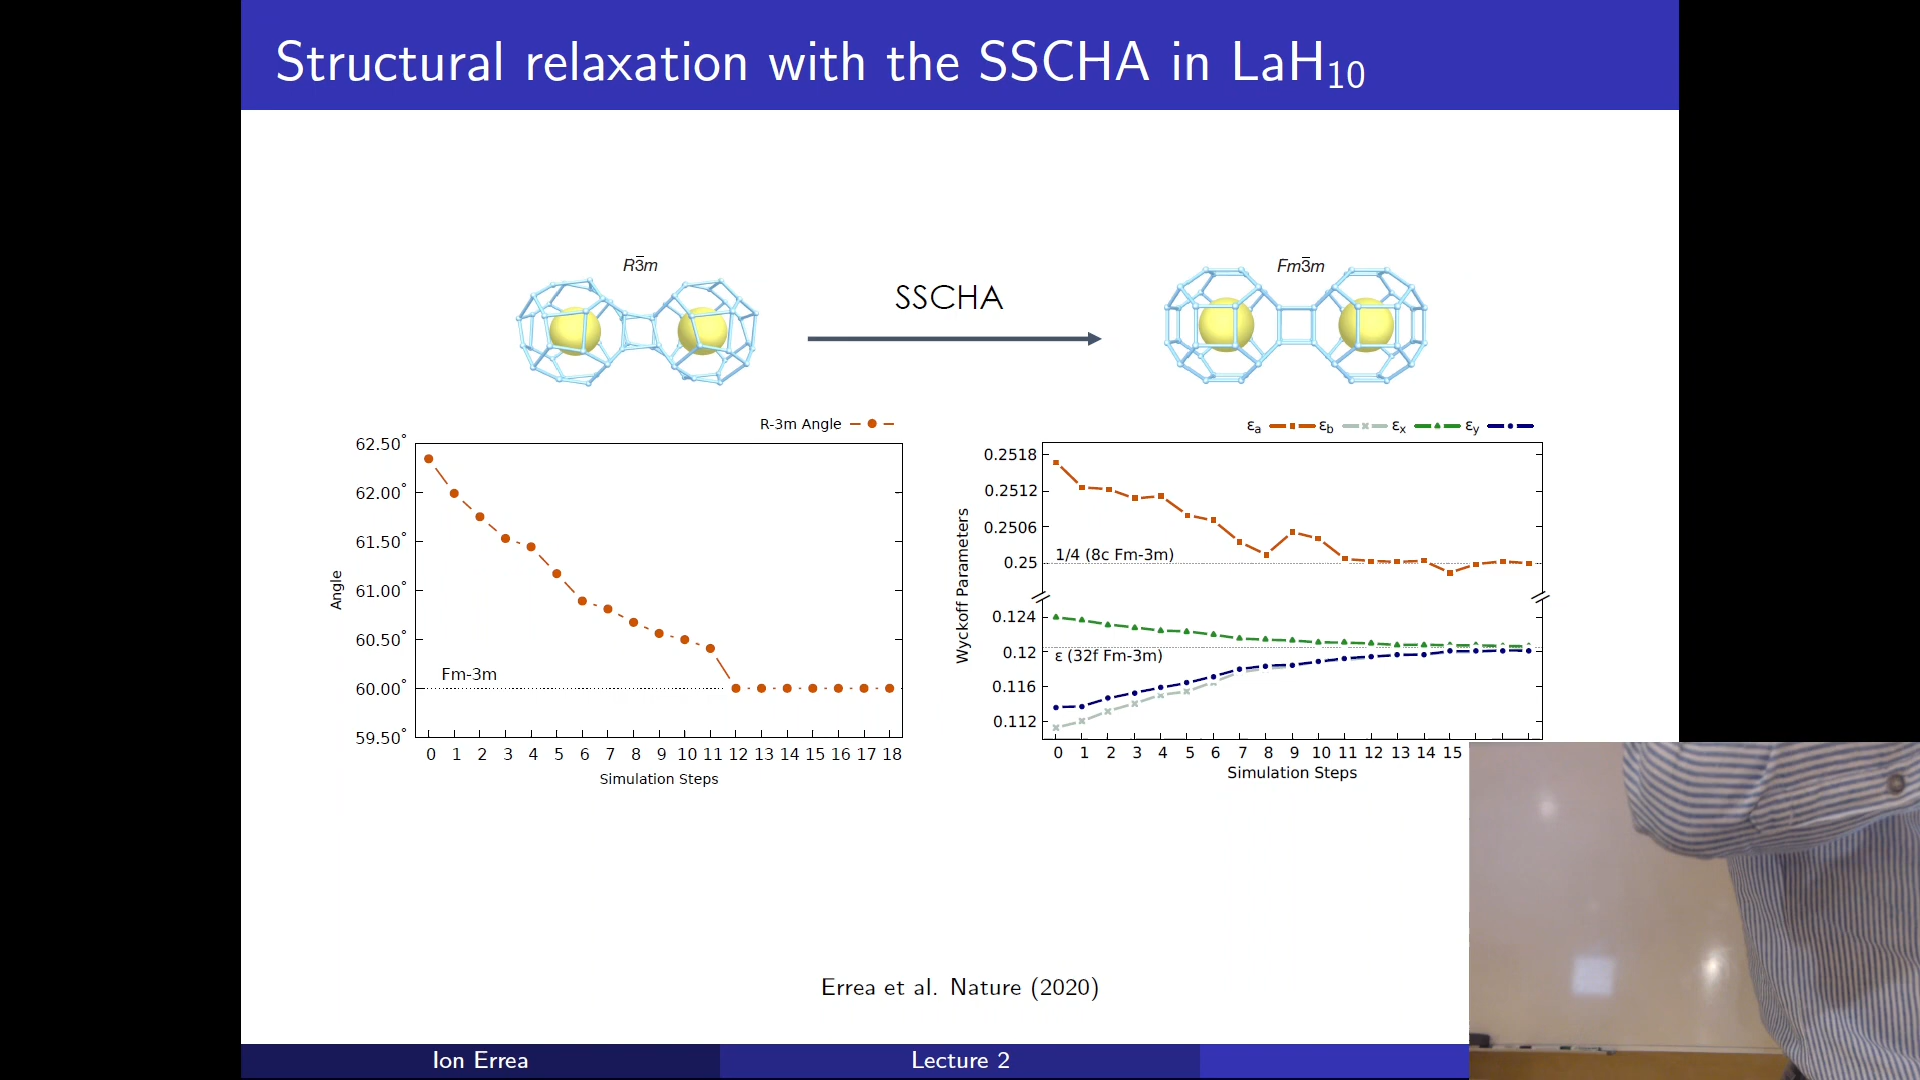 Structural relaxation with the SSCHA in LaH₁₀
R3̅m
SSCHA
Fm3̅m
R-3m Angle
62.50°
62.00°
61.50°
61.00°
60.50°
60.00°
59.50°
Angle
Fm-3m
0 1 2 3 4 5 6 7 8 9 10 11 12 13 14 15 16 17 18
Simulation Steps
εa εb εx εy
0.2518
0.2512
0.2506
0.25
0.124
0.12
0.116
0.112
Wyckoff Parameters
1/4 (8c Fm-3m)
ε (32f Fm-3m)
0 1 2 3 4 5 6 7 8 9 10 11 12 13 14 15
Simulation Steps
Errea et al. Nature (2020)
Ion Errea
Lecture 2